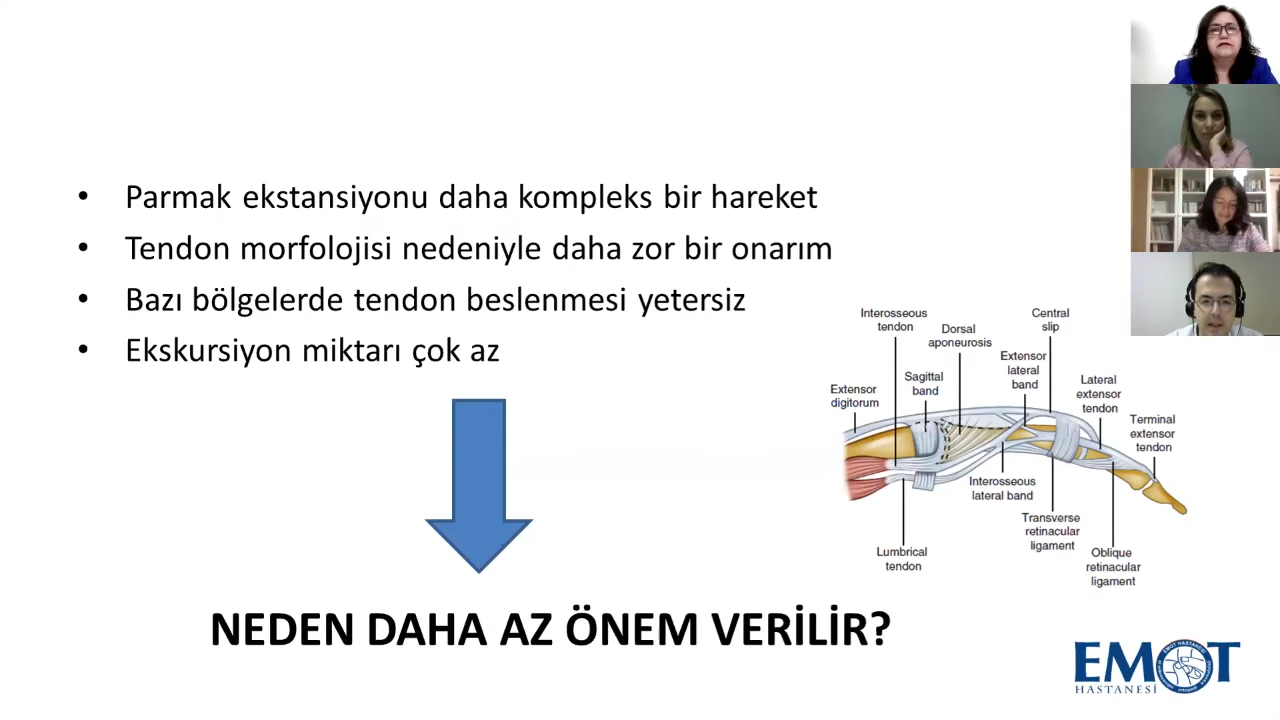 • Parmak ekstansiyonu daha kompleks bir hareket
• Tendon morfolojisi nedeniyle daha zor bir onarım
• Bazı bölgelerde tendon beslenmesi yetersiz
• Ekskursiyon miktarı çok az
Interosseous
tendon
Dorsal
aponeurosis
Central
slip
Extensor
lateral
band
Sagittal
band
Extensor
digitorum
Lateral
extensor
tendon
Terminal
extensor
tendon
Interosseous
lateral band
Transverse
retinacular
ligament
Lumbrical
tendon
Oblique
retinacular
ligament
NEDEN DAHA AZ ÖNEM VERİLİR?
EMOT
HASTANESİ